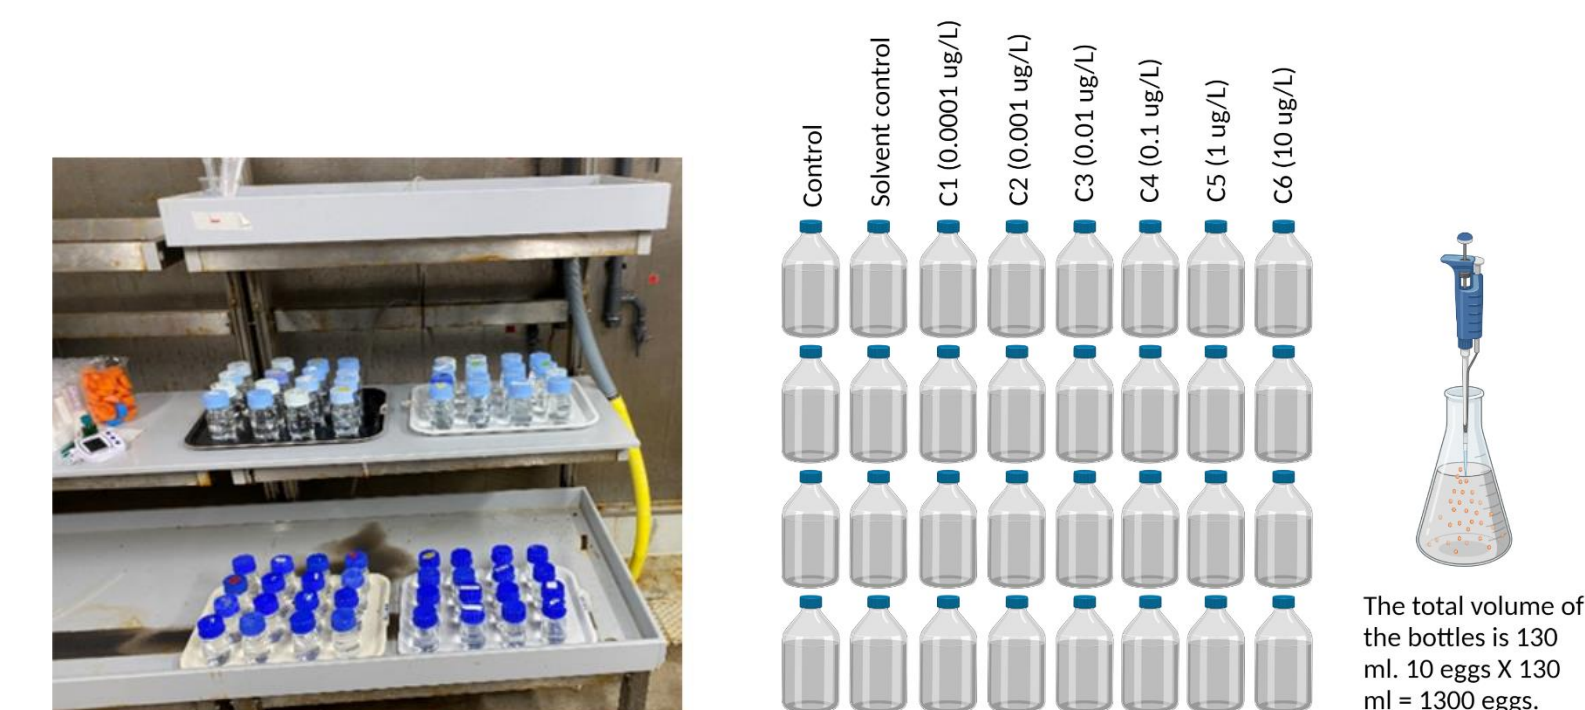 Control
Solvent control
C1 (0.0001 ug/L)
C2 (0.001 ug/L)
C3 (0.01 ug/L)
C4 (0.1 ug/L)
C5 (1 ug/L)
C6 (10 ug/L)
The total volume of
the bottles is 130
ml. 10 eggs X 130
ml = 1300 eggs.